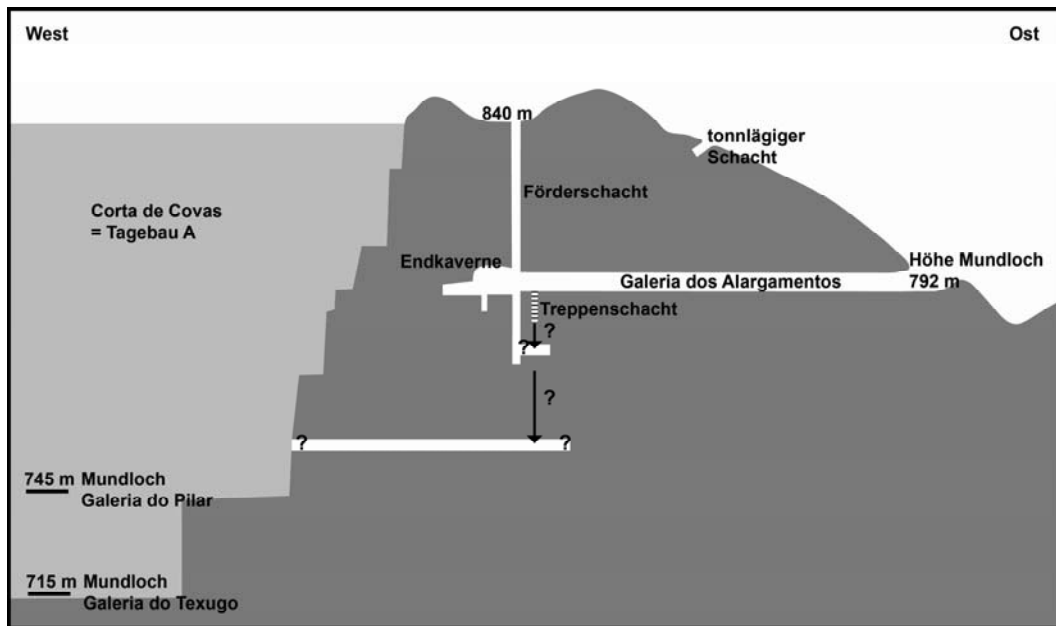 West
Ost
840 m
tonnlägiger
Schacht
Förderschacht
Corta de Covas
= Tagebau A
Endkaverne
Höhe Mundloch
792 m
Galeria dos Alargamentos
Treppenschacht
?
?
?
?
?
745 m Mundloch
Galeria do Pilar
715 m Mundloch
Galeria do Texugo